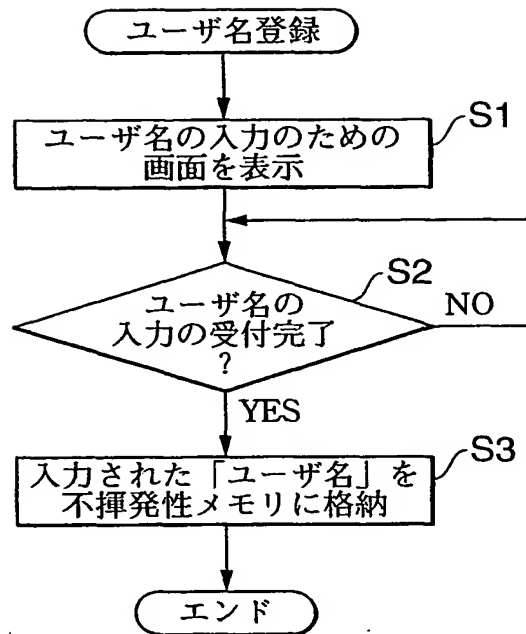 ユーザ名登録
S1
ユーザ名の入力のための
画面を表示
S2
ユーザ名の
入力の受付完了
?
NO
YES
S3
入力された「ユーザ名」を
不揮発性メモリに格納
エンド